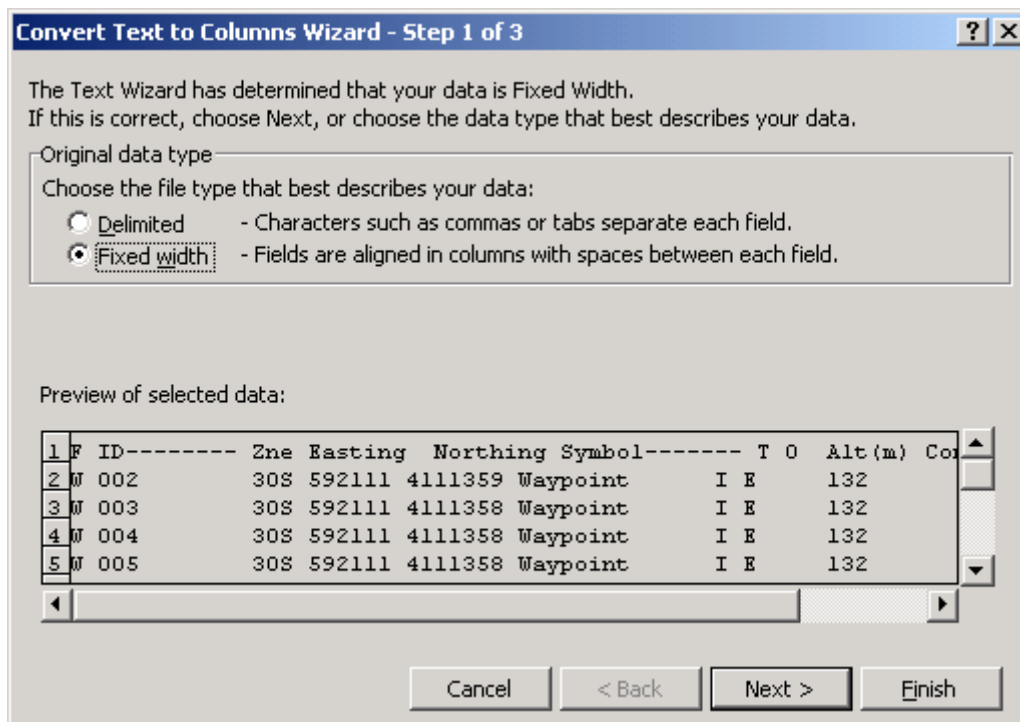 Convert Text to Columns Wizard - Step 1 of 3
The Text Wizard has determined that your data is Fixed Width.
If this is correct, choose Next, or choose the data type that best describes your data.
Original data type
Choose the file type that best describes your data:
Delimited - Characters such as commas or tabs separate each field.
Fixed width - Fields are aligned in columns with spaces between each field.
Preview of selected data:
1 F ID-------- Zne Easting Northing Symbol------- T O Alt(m) Com
2 W 002 30S 592111 4111359 Waypoint I E 132
3 W 003 30S 592111 4111358 Waypoint I E 132
4 W 004 30S 592111 4111358 Waypoint I E 132
5 W 005 30S 592111 4111358 Waypoint I E 132
Cancel < Back Next > Finish